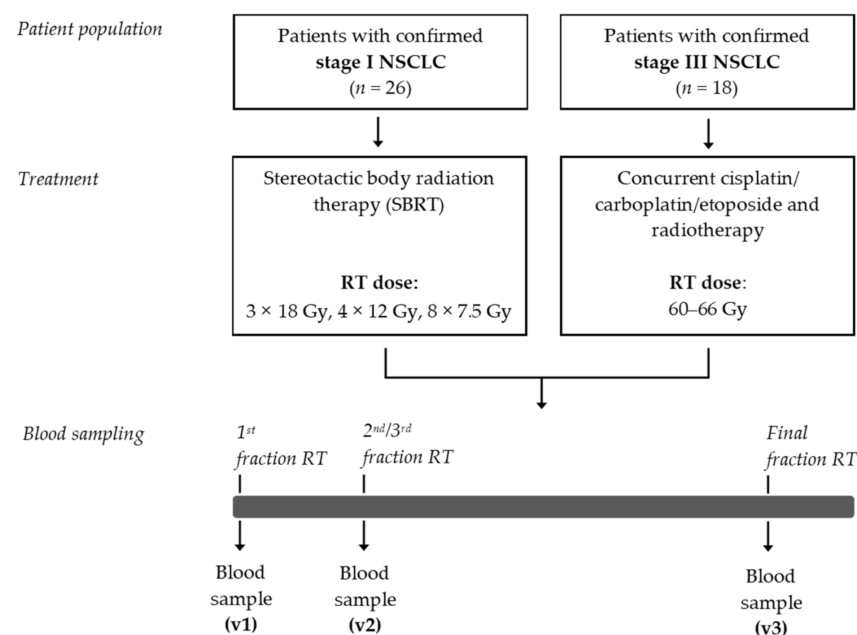 Patient population
Patients with confirmed
stage I NSCLC
(n = 26)
Patients with confirmed
stage III NSCLC
(n = 18)
Treatment
Stereotactic body radiation
therapy (SBRT)
RT dose:
3 × 18 Gy, 4 × 12 Gy, 8 × 7.5 Gy
Concurrent cisplatin/
carboplatin/etoposide and
radiotherapy
RT dose:
60–66 Gy
Blood sampling
1st
fraction RT
2nd/3rd
fraction RT
Final
fraction RT
Blood
sample
(v1)
Blood
sample
(v2)
Blood
sample
(v3)